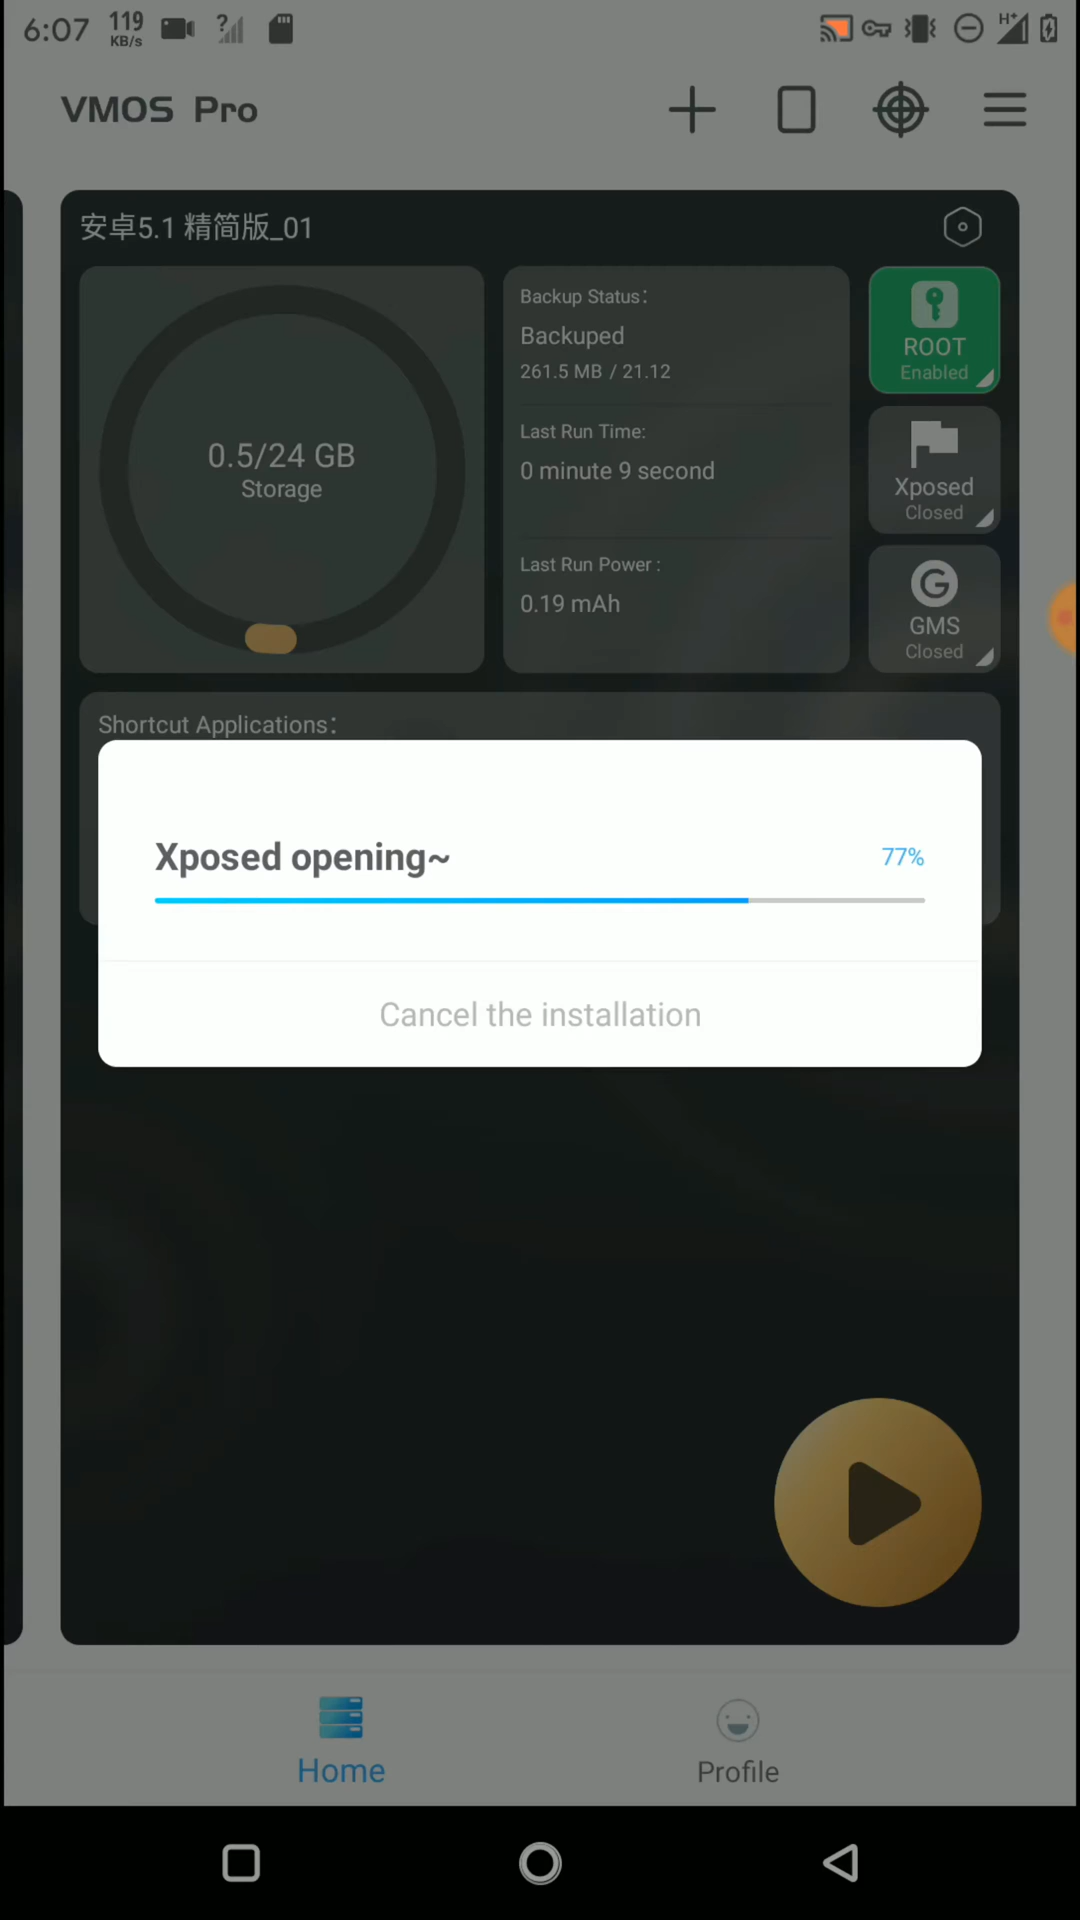 6:07 119 KB/s ? H+
VMOS Pro
安卓5.1 精简版_01
0.5/24 GB
Storage
Backup Status:
Backuped
261.5 MB / 21.12
Last Run Time:
0 minute 9 second
Last Run Power :
0.19 mAh
ROOT
Enabled
Xposed
Closed
G
GMS
Closed
Shortcut Applications:
Xposed opening~ 77%
Cancel the installation
Home Profile